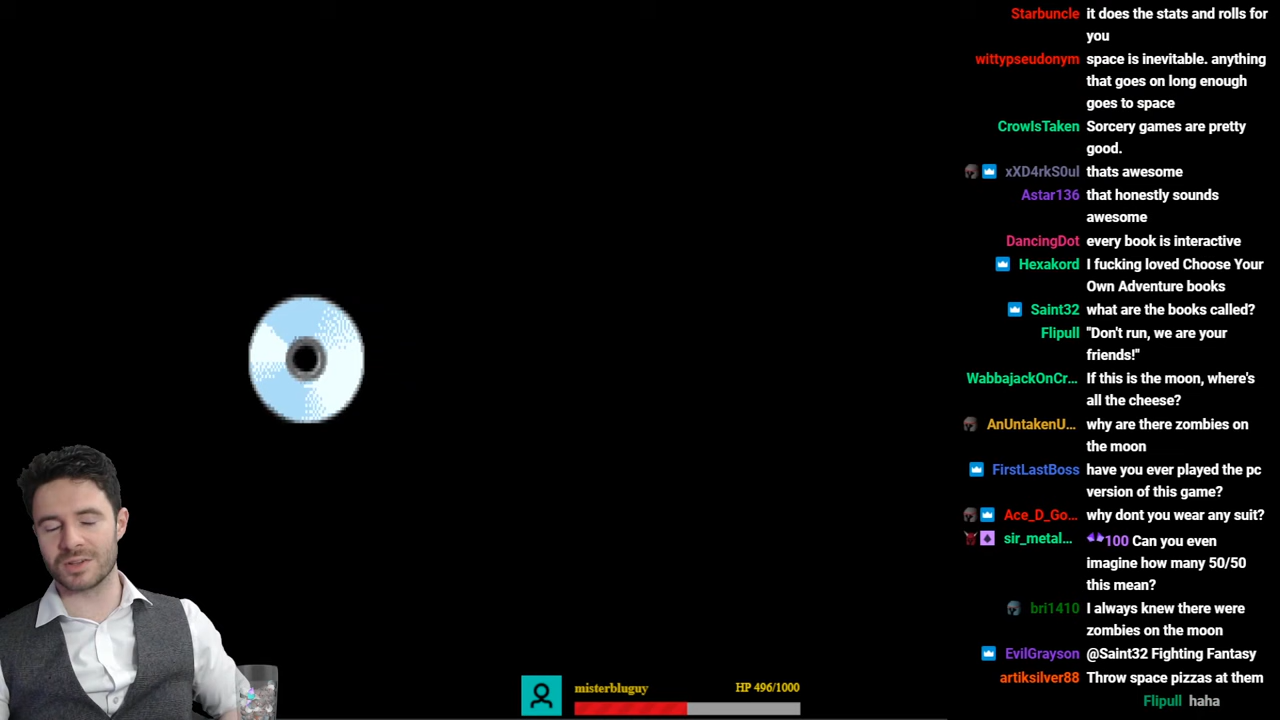 Starbuncle it does the stats and rolls for
you
wittypseudonym space is inevitable. anything
that goes on long enough
goes to space
CrowIsTaken Sorcery games are pretty
good.
xXD4rkS0ul thats awesome
Astar136 that honestly sounds
awesome
DancingDot every book is interactive
Hexakord I fucking loved Choose Your
Own Adventure books
Saint32 what are the books called?
Flipull "Don't run, we are your
friends!"
WabbajackOnCr... If this is the moon, where's
all the cheese?
AnUntakenU... why are there zombies on
the moon
FirstLastBoss have you ever played the pc
version of this game?
Ace_D_Go... why dont you wear any suit?
sir_metal... 100 Can you even
imagine how many 50/50
this mean?
bri1410 I always knew there were
zombies on the moon
EvilGrayson @Saint32 Fighting Fantasy
artiksilver88 Throw space pizzas at them
Flipull haha
misterbluguy HP 496/1000